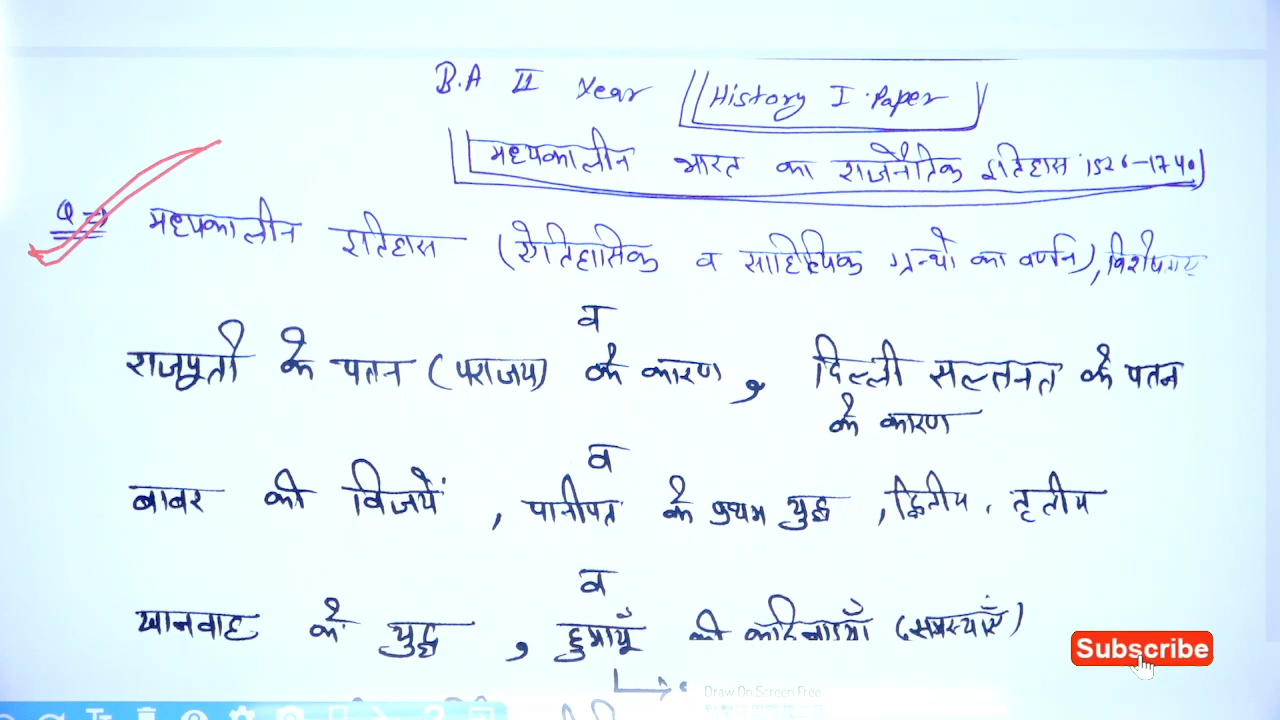 B.A II Year History I Paper
मध्यकालीन भारत का राजनैतिक इतिहास 1526-1740
Q → मध्यकालीन इतिहास (ऐतिहासिक व साहित्यिक ग्रन्थो का वर्णन),
व
राजपूतो के पतन (पराजय) के कारण , दिल्ली सल्तनत के पतन
के कारण
व
बाबर की विजयें , पानीपत के प्रथम युद्ध , द्वितीय , तृतीय
व
खानवाह के युद्ध , हुमायूँ की कठिनाइयाँ (समस्याएँ)
Subscribe
Draw On Screen Free